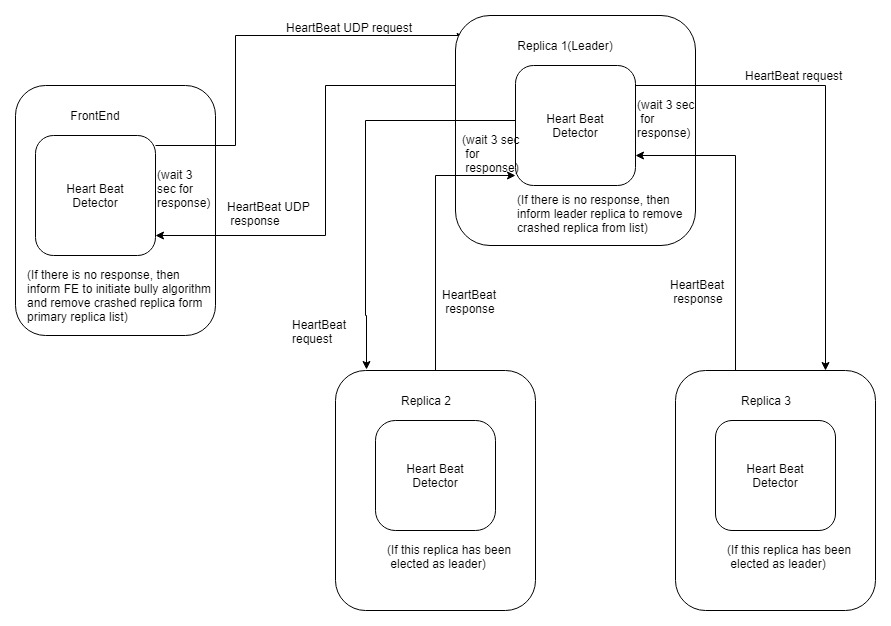 HeartBeat UDP request
Replica 1(Leader)
HeartBeat request
FrontEnd
Heart Beat
Detector
(wait 3 sec
for
response)
(wait 3 sec
for
response)
Heart Beat
Detector
(wait 3
sec for
response)
HeartBeat UDP
response
(If there is no response, then
inform leader replica to remove
crashed replica from list)
(If there is no response, then
inform FE to initiate bully algorithm
and remove crashed replica form
primary replica list)
HeartBeat
response
HeartBeat
response
HeartBeat
request
Replica 2
Heart Beat
Detector
(If this replica has been
elected as leader)
Replica 3
Heart Beat
Detector
(If this replica has been
elected as leader)